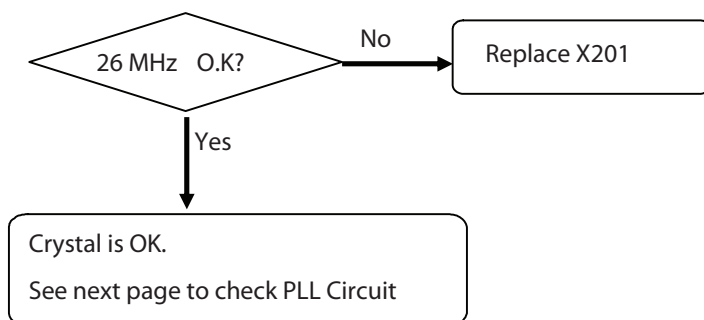 26 MHz O.K?
No
Replace X201
Yes
Crystal is OK.
See next page to check PLL Circuit